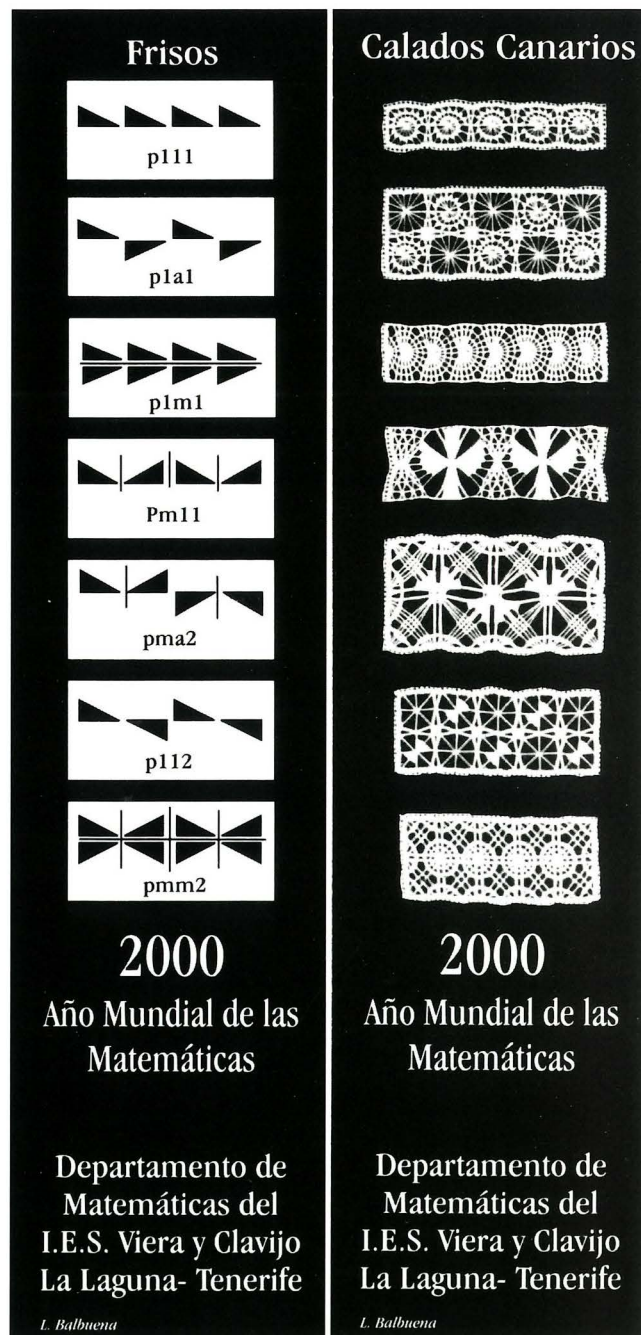 Frisos
p111
p1a1
p1m1
Pm11
pma2
p112
pmm2
2000
Año Mundial de las
Matemáticas
Departamento de
Matemáticas del
I.E.S. Viera y Clavijo
La Laguna- Tenerife
L. Balbuena
Calados Canarios
2000
Año Mundial de las
Matemáticas
Departamento de
Matemáticas del
I.E.S. Viera y Clavijo
La Laguna- Tenerife
L. Balbuena